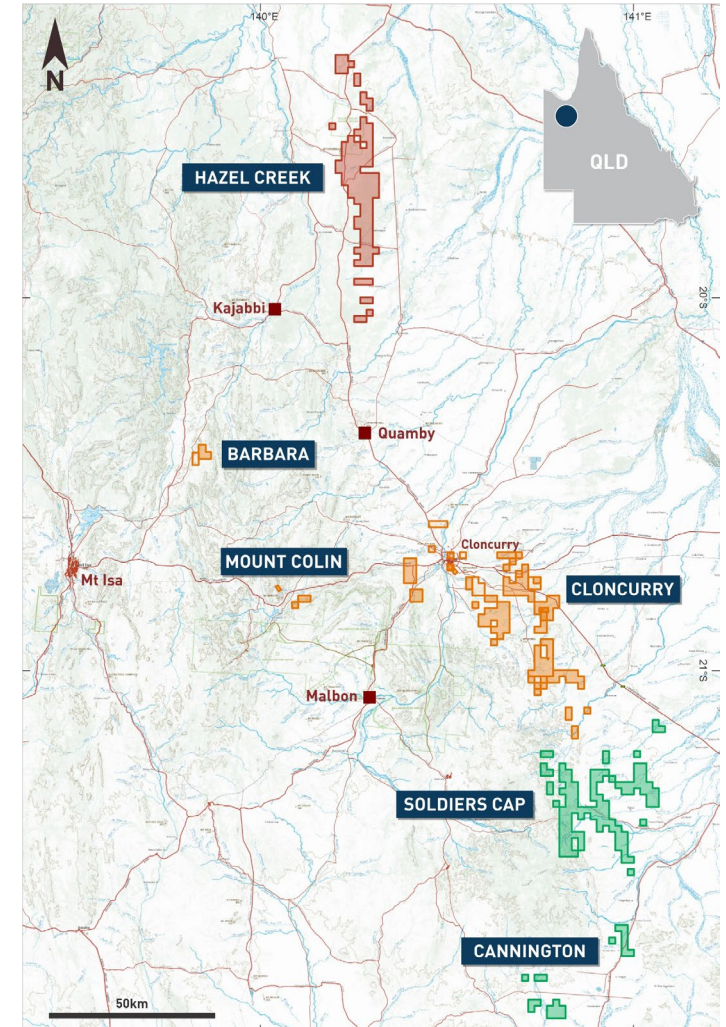 140°E
141°E
N
QLD
HAZEL CREEK
20°S
Kajabbi
Quamby
BARBARA
Cloncurry
MOUNT COLIN
Mt Isa
CLONCURRY
21°S
Malbon
SOLDIERS CAP
CANNINGTON
50km